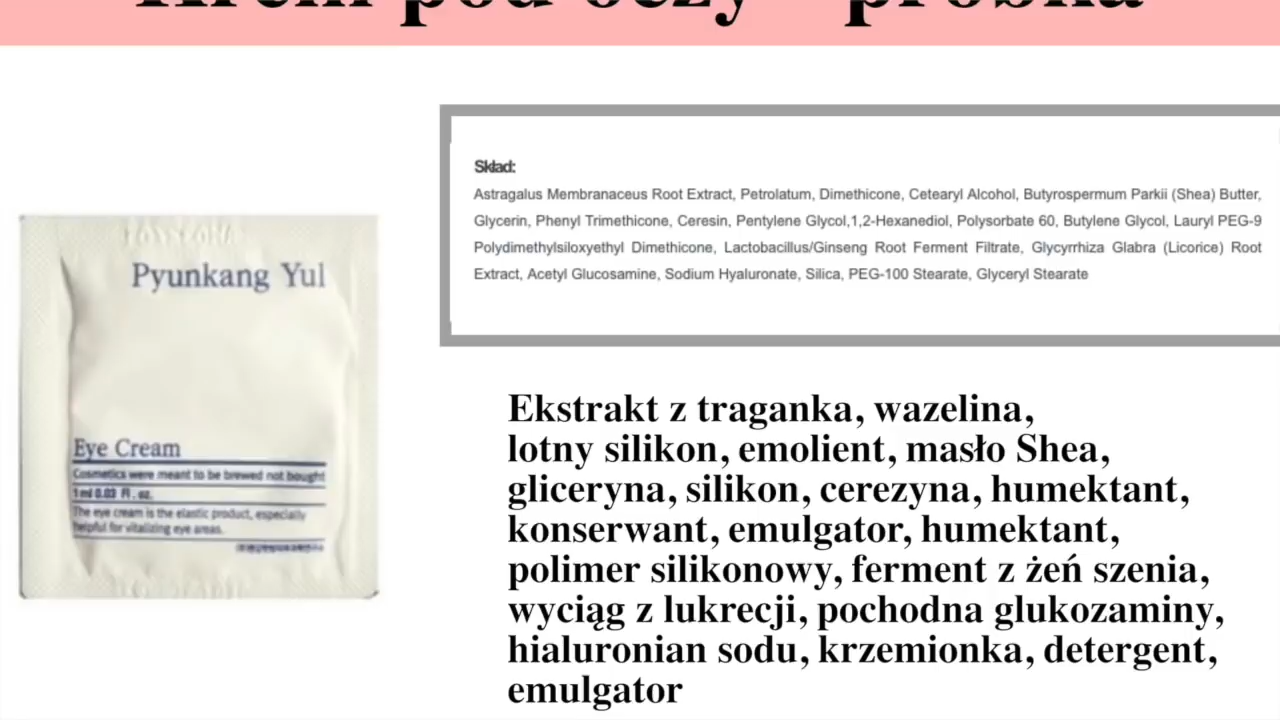 Krem pod oczy - próbka
Skład:
Astragalus Membranaceus Root Extract, Petrolatum, Dimethicone, Cetearyl Alcohol, Butyrospermum Parkii (Shea) Butter,
Glycerin, Phenyl Trimethicone, Ceresin, Pentylene Glycol,1,2-Hexanediol, Polysorbate 60, Butylene Glycol, Lauryl PEG-9
Polydimethylsiloxyethyl Dimethicone, Lactobacillus/Ginseng Root Ferment Filtrate, Glycyrrhiza Glabra (Licorice) Root
Extract, Acetyl Glucosamine, Sodium Hyaluronate, Silica, PEG-100 Stearate, Glyceryl Stearate
Pyunkang Yul
Eye Cream
Cosmetics were meant to be brewed not bought
1 ml 0.03 Fl. oz.
The eye cream is the elastic product, especially
helpful for vitalizing eye areas.
Ekstrakt z traganka, wazelina,
lotny silikon, emolient, masło Shea,
gliceryna, silikon, cerezyna, humektant,
konserwant, emulgator, humektant,
polimer silikonowy, ferment z żeń szenia,
wyciąg z lukrecji, pochodna glukozaminy,
hialuronian sodu, krzemionka, detergent,
emulgator